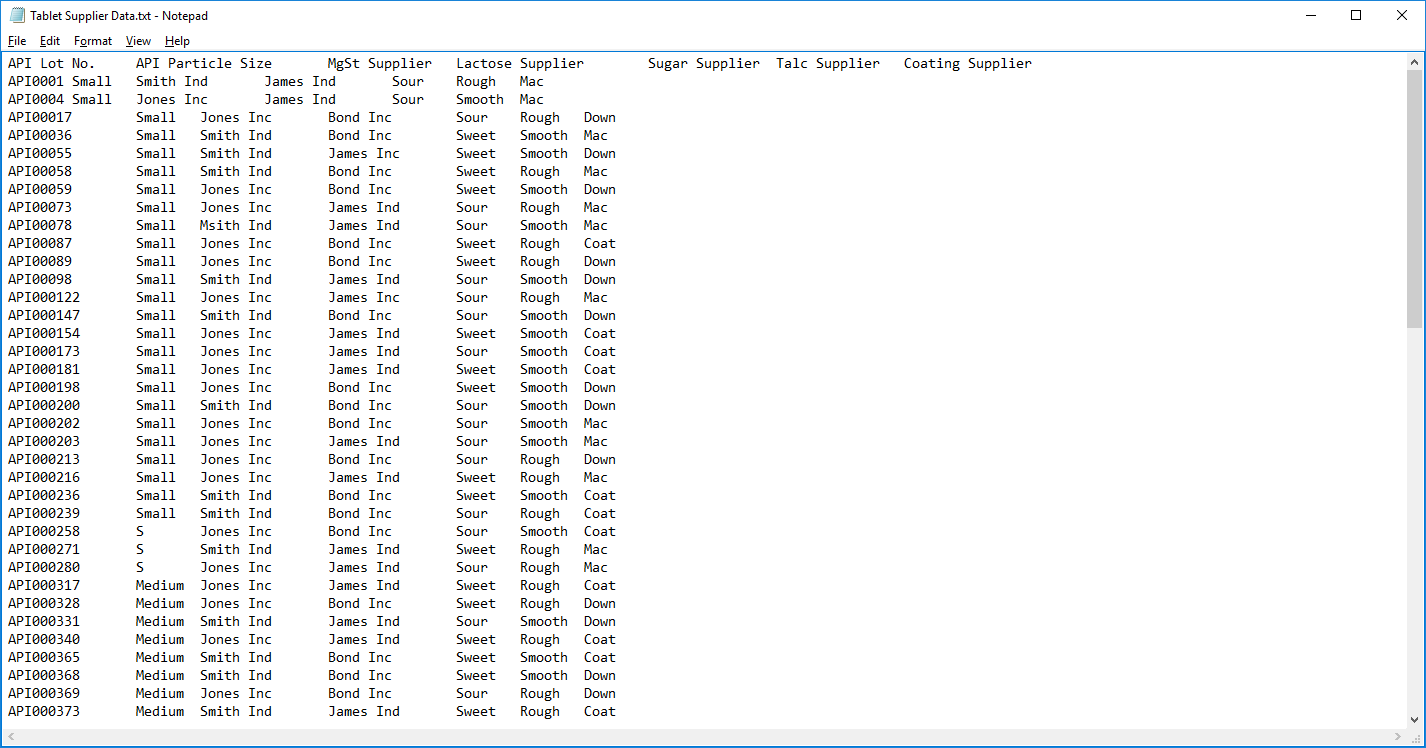 Tablet Supplier Data.txt - Notepad
File Edit Format View Help
API Lot No. API Particle Size MgSt Supplier Lactose Supplier Sugar Supplier Talc Supplier Coating Supplier
API0001 Small Smith Ind James Ind Sour Rough Mac
API0004 Small Jones Inc James Ind Sour Smooth Mac
API00017 Small Jones Inc Bond Inc Sour Rough Down
API00036 Small Smith Ind Bond Inc Sweet Smooth Mac
API00055 Small Smith Ind James Inc Sweet Smooth Down
API00058 Small Smith Ind Bond Inc Sweet Rough Mac
API00059 Small Jones Inc Bond Inc Sweet Smooth Down
API00073 Small Jones Inc James Ind Sour Rough Mac
API00078 Small Msith Ind James Ind Sour Smooth Mac
API00087 Small Jones Inc Bond Inc Sweet Rough Coat
API00089 Small Jones Inc Bond Inc Sweet Rough Down
API00098 Small Smith Ind James Ind Sour Smooth Down
API000122 Small Jones Inc James Inc Sour Rough Mac
API000147 Small Smith Ind Bond Inc Sour Smooth Down
API000154 Small Jones Inc James Ind Sweet Smooth Coat
API000173 Small Jones Inc James Ind Sour Smooth Coat
API000181 Small Jones Inc James Ind Sweet Smooth Coat
API000198 Small Jones Inc Bond Inc Sweet Smooth Down
API000200 Small Smith Ind Bond Inc Sour Smooth Down
API000202 Small Jones Inc Bond Inc Sour Smooth Mac
API000203 Small Jones Inc James Ind Sour Smooth Mac
API000213 Small Jones Inc Bond Inc Sour Rough Down
API000216 Small Jones Inc James Ind Sweet Rough Mac
API000236 Small Smith Ind Bond Inc Sweet Smooth Coat
API000239 Small Smith Ind Bond Inc Sour Rough Coat
API000258 S Jones Inc Bond Inc Sour Smooth Coat
API000271 S Smith Ind James Ind Sweet Rough Mac
API000280 S Jones Inc James Ind Sour Rough Mac
API000317 Medium Jones Inc James Ind Sweet Rough Coat
API000328 Medium Jones Inc Bond Inc Sweet Rough Down
API000331 Medium Smith Ind James Ind Sour Smooth Down
API000340 Medium Jones Inc James Ind Sweet Rough Coat
API000365 Medium Smith Ind Bond Inc Sweet Smooth Coat
API000368 Medium Smith Ind Bond Inc Sweet Smooth Down
API000369 Medium Jones Inc Bond Inc Sour Rough Down
API000373 Medium Smith Ind James Ind Sweet Rough Coat